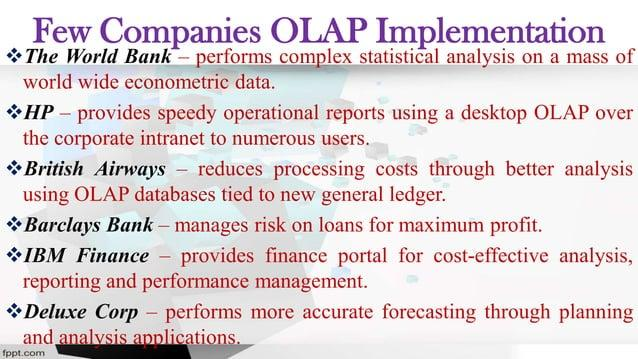 Few Companies OLAP Implementation
❖The World Bank – performs complex statistical analysis on a mass of
world wide econometric data.
❖HP – provides speedy operational reports using a desktop OLAP over
the corporate intranet to numerous users.
❖British Airways – reduces processing costs through better analysis
using OLAP databases tied to new general ledger.
❖Barclays Bank – manages risk on loans for maximum profit.
❖IBM Finance – provides finance portal for cost-effective analysis,
reporting and performance management.
❖Deluxe Corp – performs more accurate forecasting through planning
and analysis applications.
fppt.com